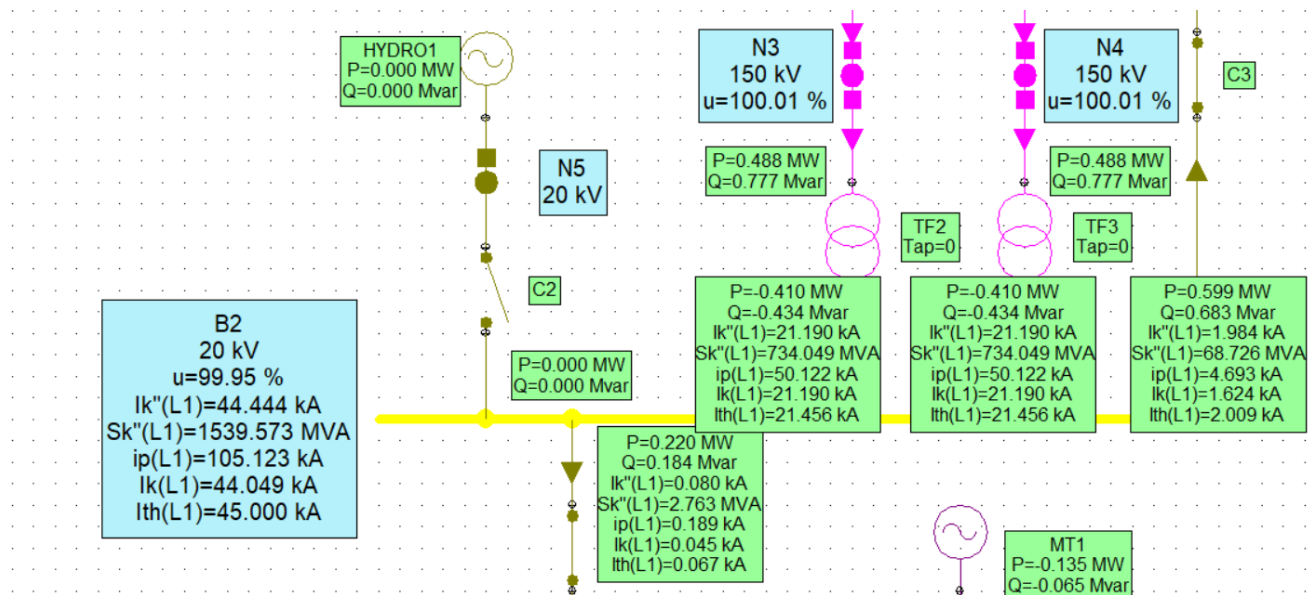 HYDRO1
P=0.000 MW
Q=0.000 Mvar
N3
150 kV
u=100.01 %
N4
150 kV
u=100.01 %
C3
P=0.488 MW
Q=0.777 Mvar
P=0.488 MW
Q=0.777 Mvar
N5
20 kV
TF2
Tap=0
TF3
Tap=0
C2
B2
20 kV
u=99.95 %
Ik"(L1)=44.444 kA
Sk"(L1)=1539.573 MVA
ip(L1)=105.123 kA
Ik(L1)=44.049 kA
Ith(L1)=45.000 kA
P=0.000 MW
Q=0.000 Mvar
P=-0.410 MW
Q=-0.434 Mvar
Ik"(L1)=21.190 kA
Sk"(L1)=734.049 MVA
ip(L1)=50.122 kA
Ik(L1)=21.190 kA
Ith(L1)=21.456 kA
P=-0.410 MW
Q=-0.434 Mvar
Ik"(L1)=21.190 kA
Sk"(L1)=734.049 MVA
ip(L1)=50.122 kA
Ik(L1)=21.190 kA
Ith(L1)=21.456 kA
P=0.599 MW
Q=0.683 Mvar
Ik"(L1)=1.984 kA
Sk"(L1)=68.726 MVA
ip(L1)=4.693 kA
Ik(L1)=1.624 kA
Ith(L1)=2.009 kA
P=0.220 MW
Q=0.184 Mvar
Ik"(L1)=0.080 kA
Sk"(L1)=2.763 MVA
ip(L1)=0.189 kA
Ik(L1)=0.045 kA
Ith(L1)=0.067 kA
MT1
P=-0.135 MW
Q=-0.065 Mvar